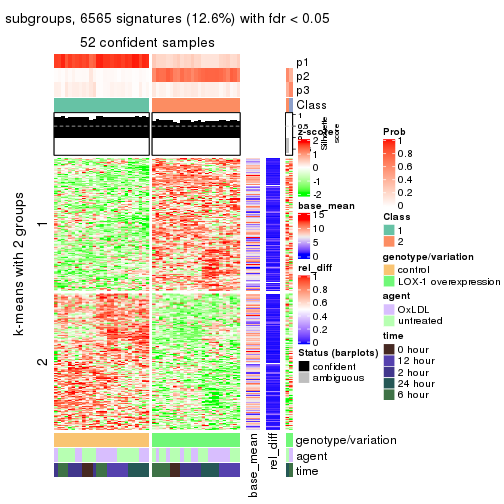 subgroups, 6565 signatures (12.6%) with fdr < 0.05
52 confident samples
p1
p2
p3
Class
1
0.5
0
Silhouette
score
z-score
2
1
0
-1
-2
base_mean
15
10
5
0
rel_diff
1
0.8
0.6
0.4
0.2
0
Status (barplots)
confident
ambiguous
Prob
1
0.8
0.6
0.4
0.2
0
Class
1
2
genotype/variation
control
LOX-1 overexpression
agent
OxLDL
untreated
time
0 hour
12 hour
2 hour
24 hour
6 hour
k-means with 2 groups
1
2
base_mean
rel_diff
genotype/variation
agent
time